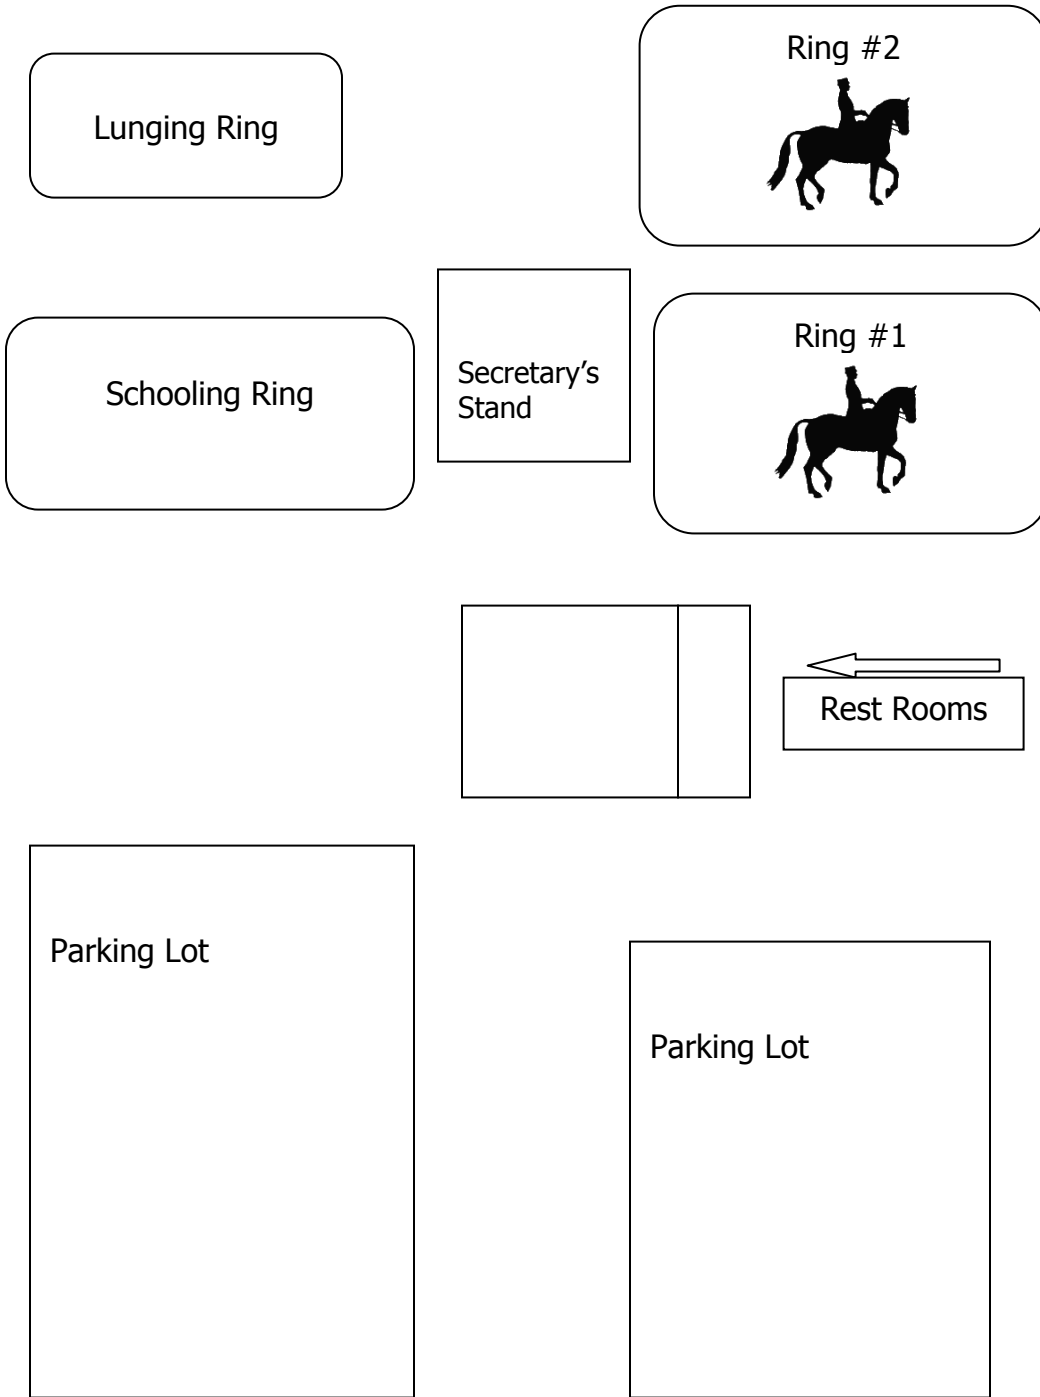 Ring #2
Lunging Ring
Ring #1
Secretary’s
Stand
Schooling Ring
Rest Rooms
Parking Lot
Parking Lot